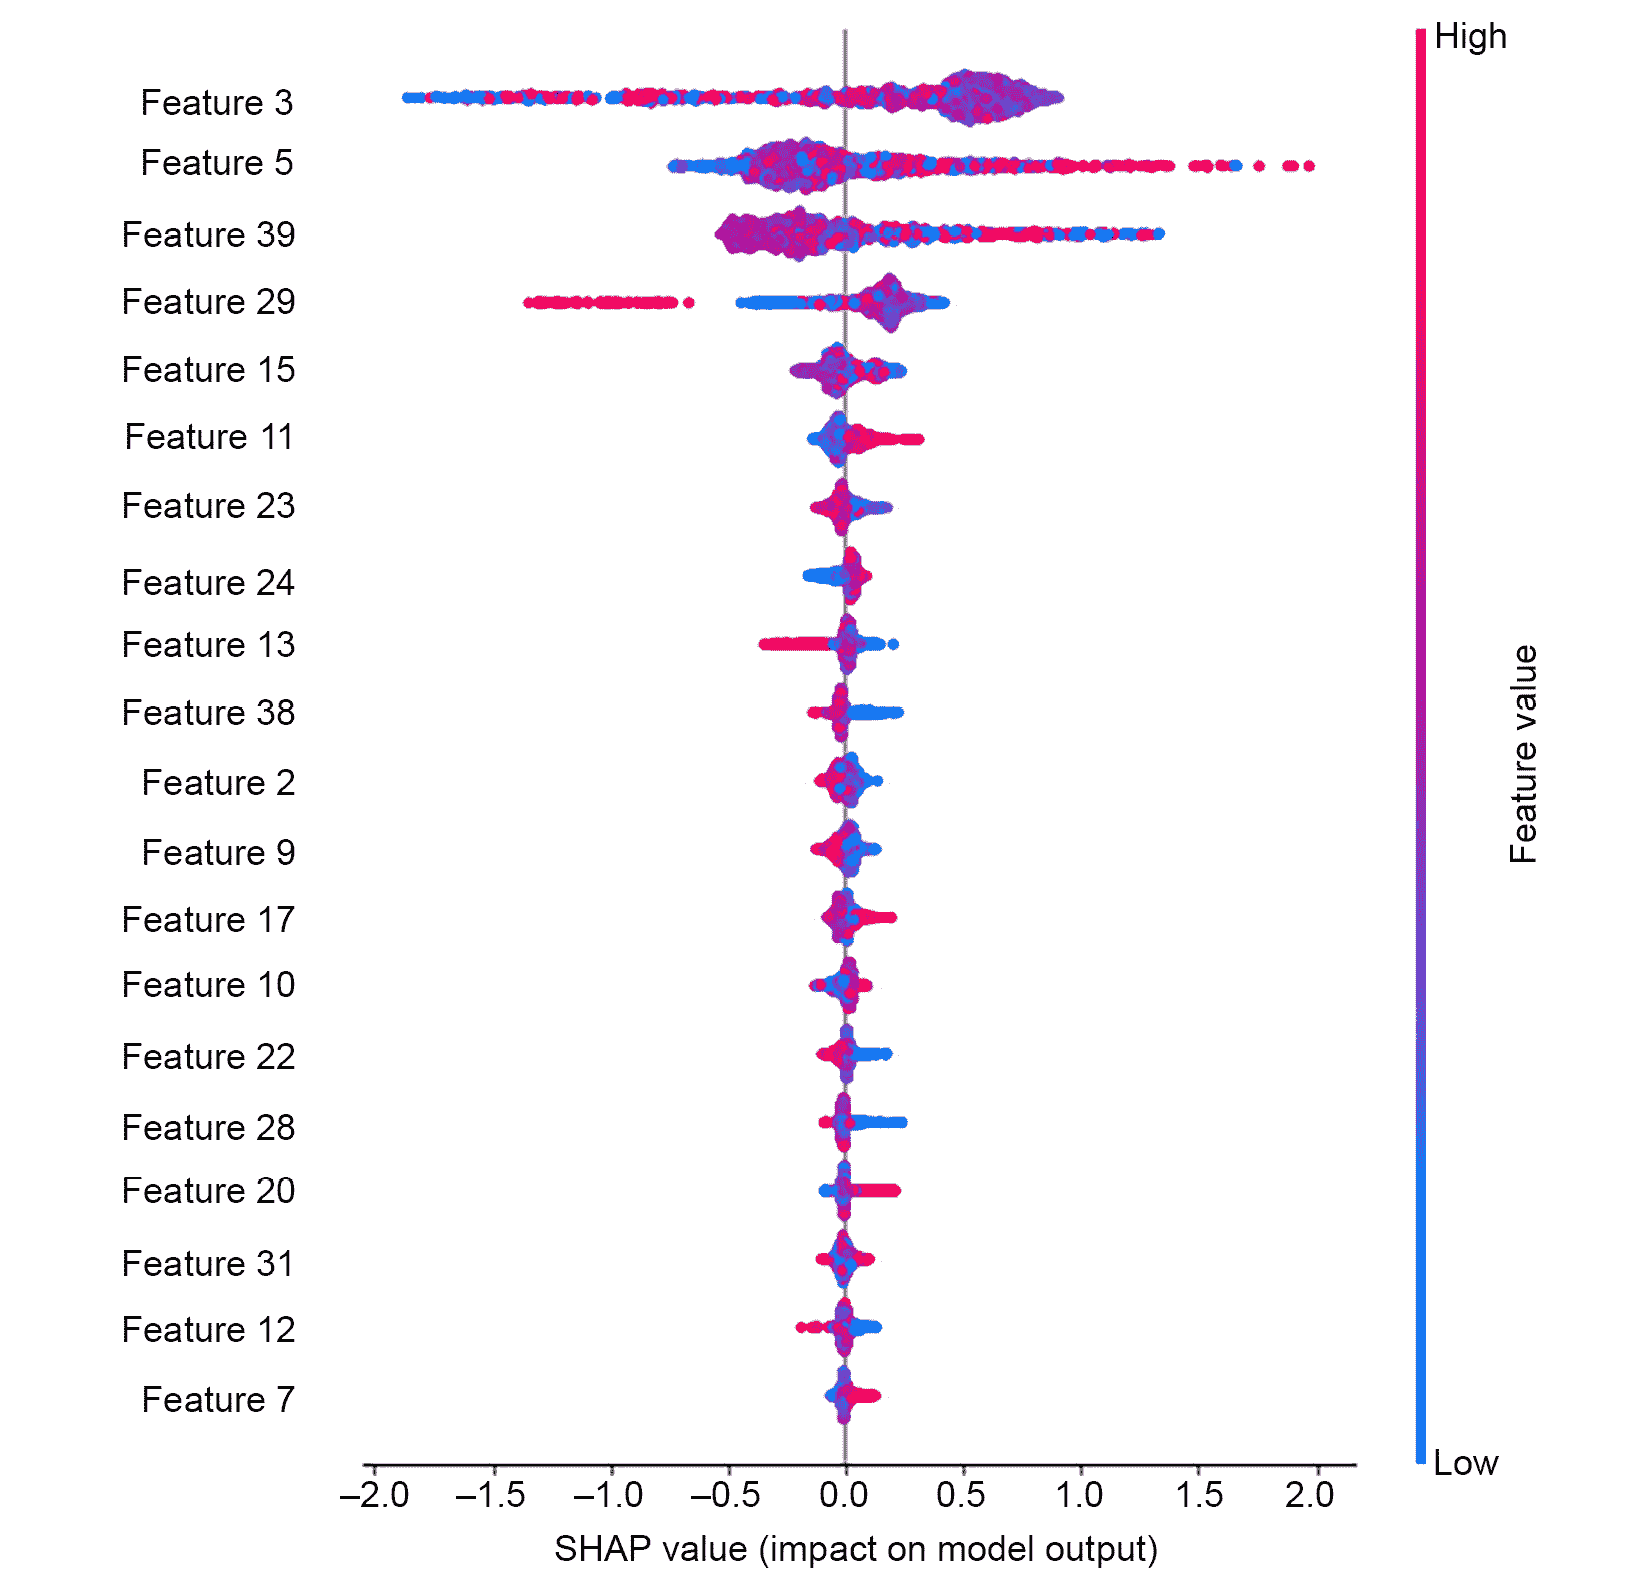 High
Feature 3
Feature 5
Feature 39
Feature 29
Feature 15
Feature 11
Feature 23
Feature 24
Feature 13
Feature 38
Feature 2
Feature 9
Feature 17
Feature 10
Feature 22
Feature 28
Feature 20
Feature 31
Feature 12
Feature 7
Feature value
Low
–2.0 –1.5 –1.0 –0.5 0.0 0.5 1.0 1.5 2.0
SHAP value (impact on model output)